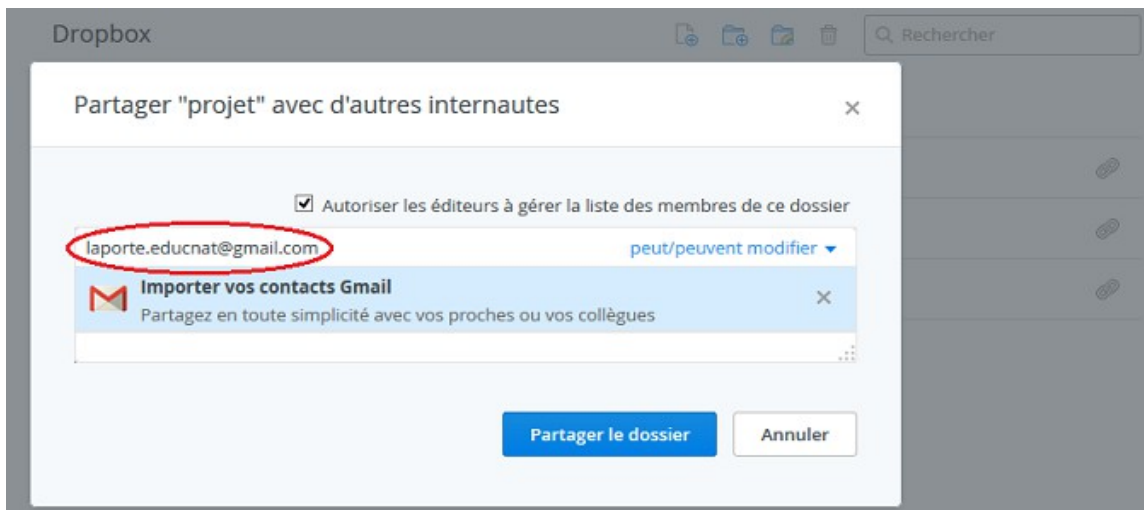 Dropbox
Rechercher
Partager "projet" avec d'autres internautes
Autoriser les éditeurs à gérer la liste des membres de ce dossier
laporte.educnat@gmail.com peut/peuvent modifier
Importer vos contacts Gmail
Partagez en toute simplicité avec vos proches ou vos collègues
Partager le dossier Annuler